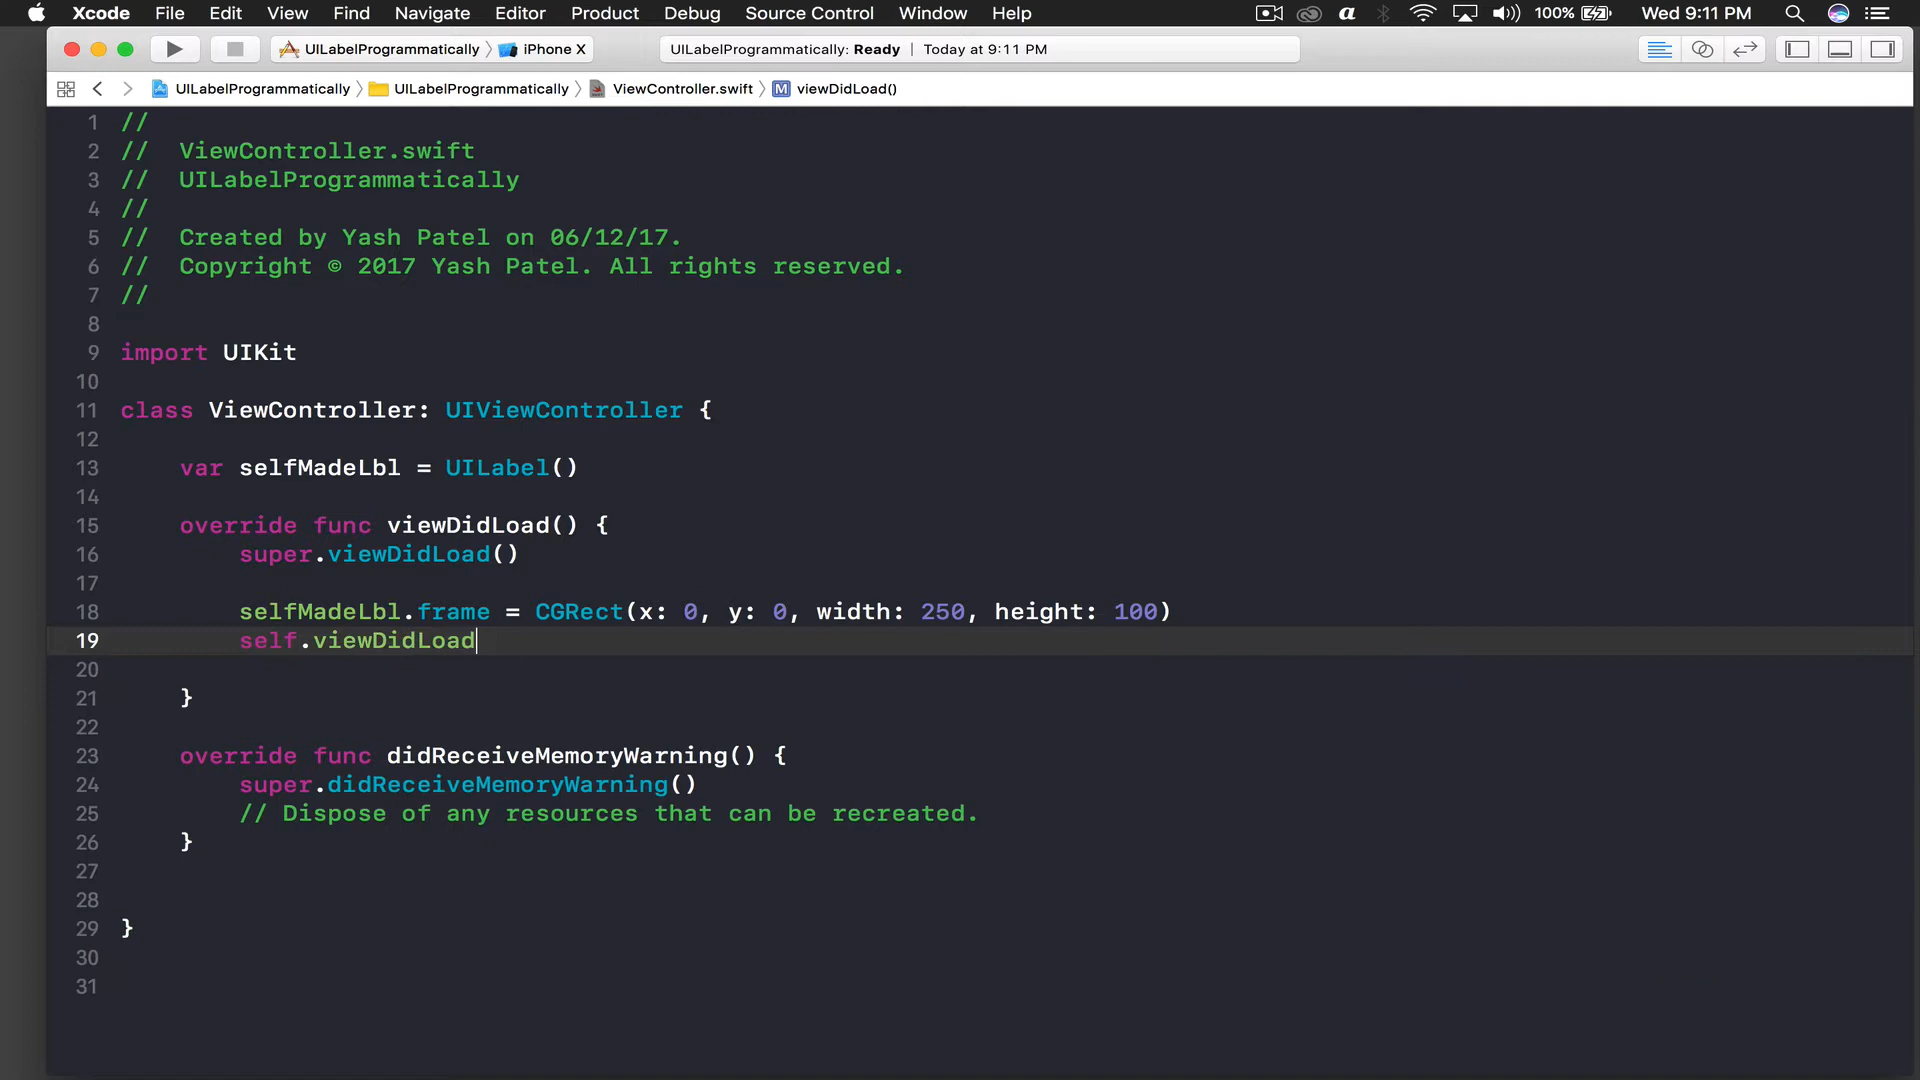 Xcode File Edit View Find Navigate Editor Product Debug Source Control Window Help 100% Wed 9:11 PM
UILabelProgrammatically iPhone X UILabelProgrammatically: Ready | Today at 9:11 PM
UILabelProgrammatically UILabelProgrammatically ViewController.swift M viewDidLoad()
1 //
2 // ViewController.swift
3 // UILabelProgrammatically
4 //
5 // Created by Yash Patel on 06/12/17.
6 // Copyright © 2017 Yash Patel. All rights reserved.
7 //
8
9 import UIKit
10
11 class ViewController: UIViewController {
12
13 var selfMadeLbl = UILabel()
14
15 override func viewDidLoad() {
16 super.viewDidLoad()
17
18 selfMadeLbl.frame = CGRect(x: 0, y: 0, width: 250, height: 100)
19 self.viewDidLoad
20
21 }
22
23 override func didReceiveMemoryWarning() {
24 super.didReceiveMemoryWarning()
25 // Dispose of any resources that can be recreated.
26 }
27
28
29 }
30
31